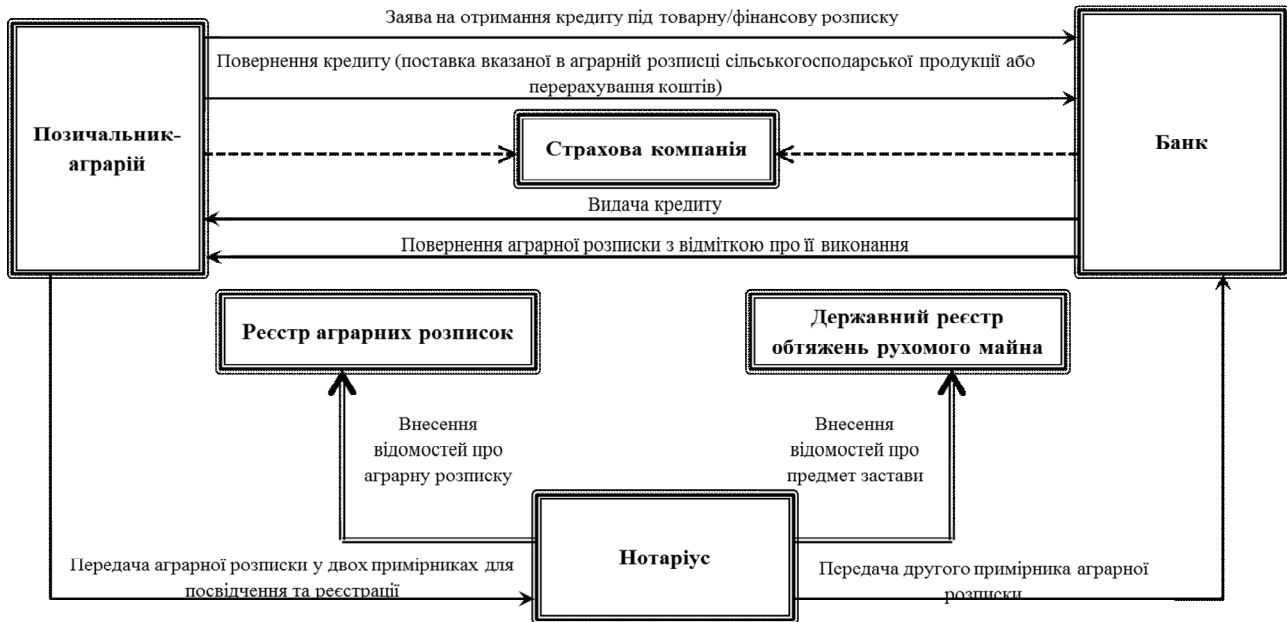 Заява на отримання кредиту під товарну/фінансову розписку
Повернення кредиту (поставка вказаної в аграрній розписці сільськогосподарської продукції або
перерахування коштів)
Позичальник-
аграрій
Страхова компанія
Банк
Видача кредиту
Повернення аграрної розписки з відміткою про її виконання
Реєстр аграрних розписок
Державний реєстр
обтяжень рухомого майна
Внесення
відомостей про
аграрну розписку
Внесення
відомостей про
предмет застави
Нотаріус
Передача аграрної розписки у двох примірниках для
посвідчення та реєстрації
Передача другого примірника аграрної
розписки